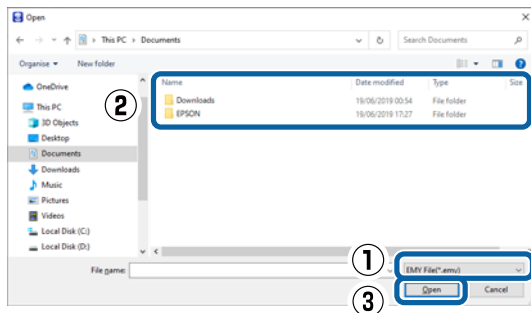 Open
This PC › Documents
Search Documents
Organise New folder
OneDrive
This PC
3D Objects
Desktop
Documents
Downloads
Music
Pictures
Videos
Local Disk (C:)
Local Disk (D:)
②
Name Date modified Type Size
Downloads 19/06/2019 00:54 File folder
EPSON 19/06/2019 17:27 File folder
File name:
①
EMY File(*.emy)
③
Open Cancel